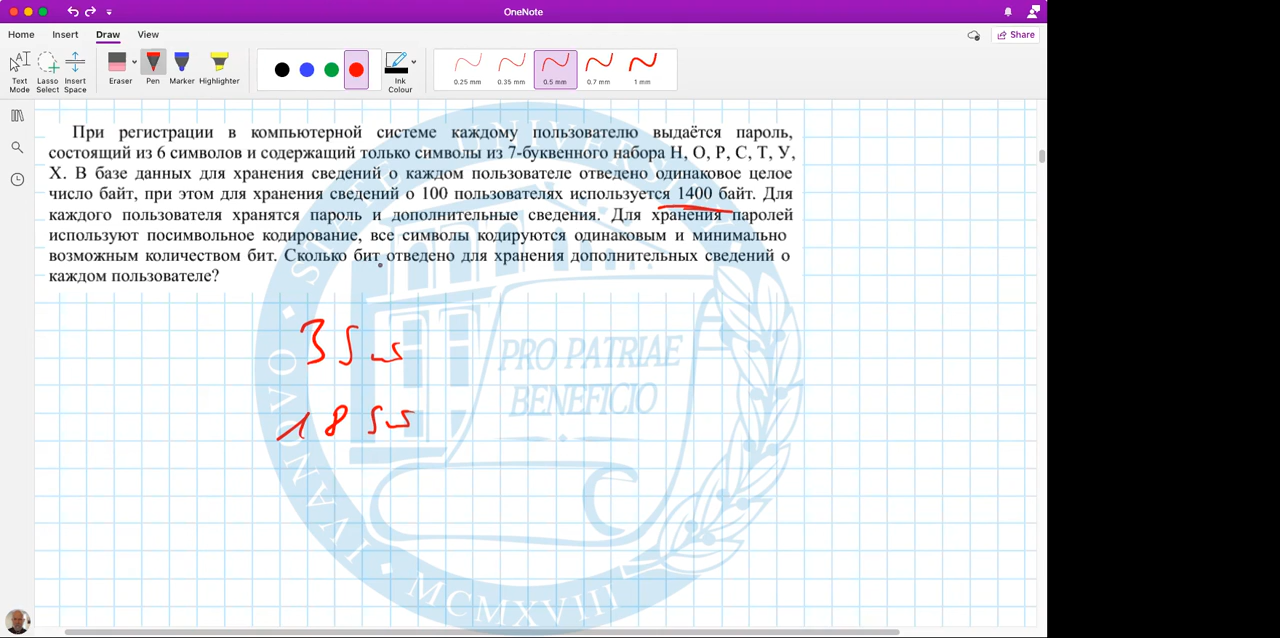 OneNote
Home Insert Draw View
Share
Text Mode
Lasso Select
Insert Space
Eraser
Pen
Marker
Highlighter
Ink Colour
0.25 mm
0.35 mm
0.5 mm
0.7 mm
1 mm
При регистрации в компьютерной системе каждому пользователю выдаётся пароль,
состоящий из 6 символов и содержащий только символы из 7-буквенного набора Н, О, Р, С, Т, У,
Х. В базе данных для хранения сведений о каждом пользователе отведено одинаковое целое
число байт, при этом для хранения сведений о 100 пользователях используется 1400 байт. Для
каждого пользователя хранятся пароль и дополнительные сведения. Для хранения паролей
используют посимвольное кодирование, все символы кодируются одинаковым и минимально
возможным количеством бит. Сколько бит отведено для хранения дополнительных сведений о
каждом пользователе?
3
18
PRO PATRIAE
BENEFICIO
IVANOVO
MCMXVIII